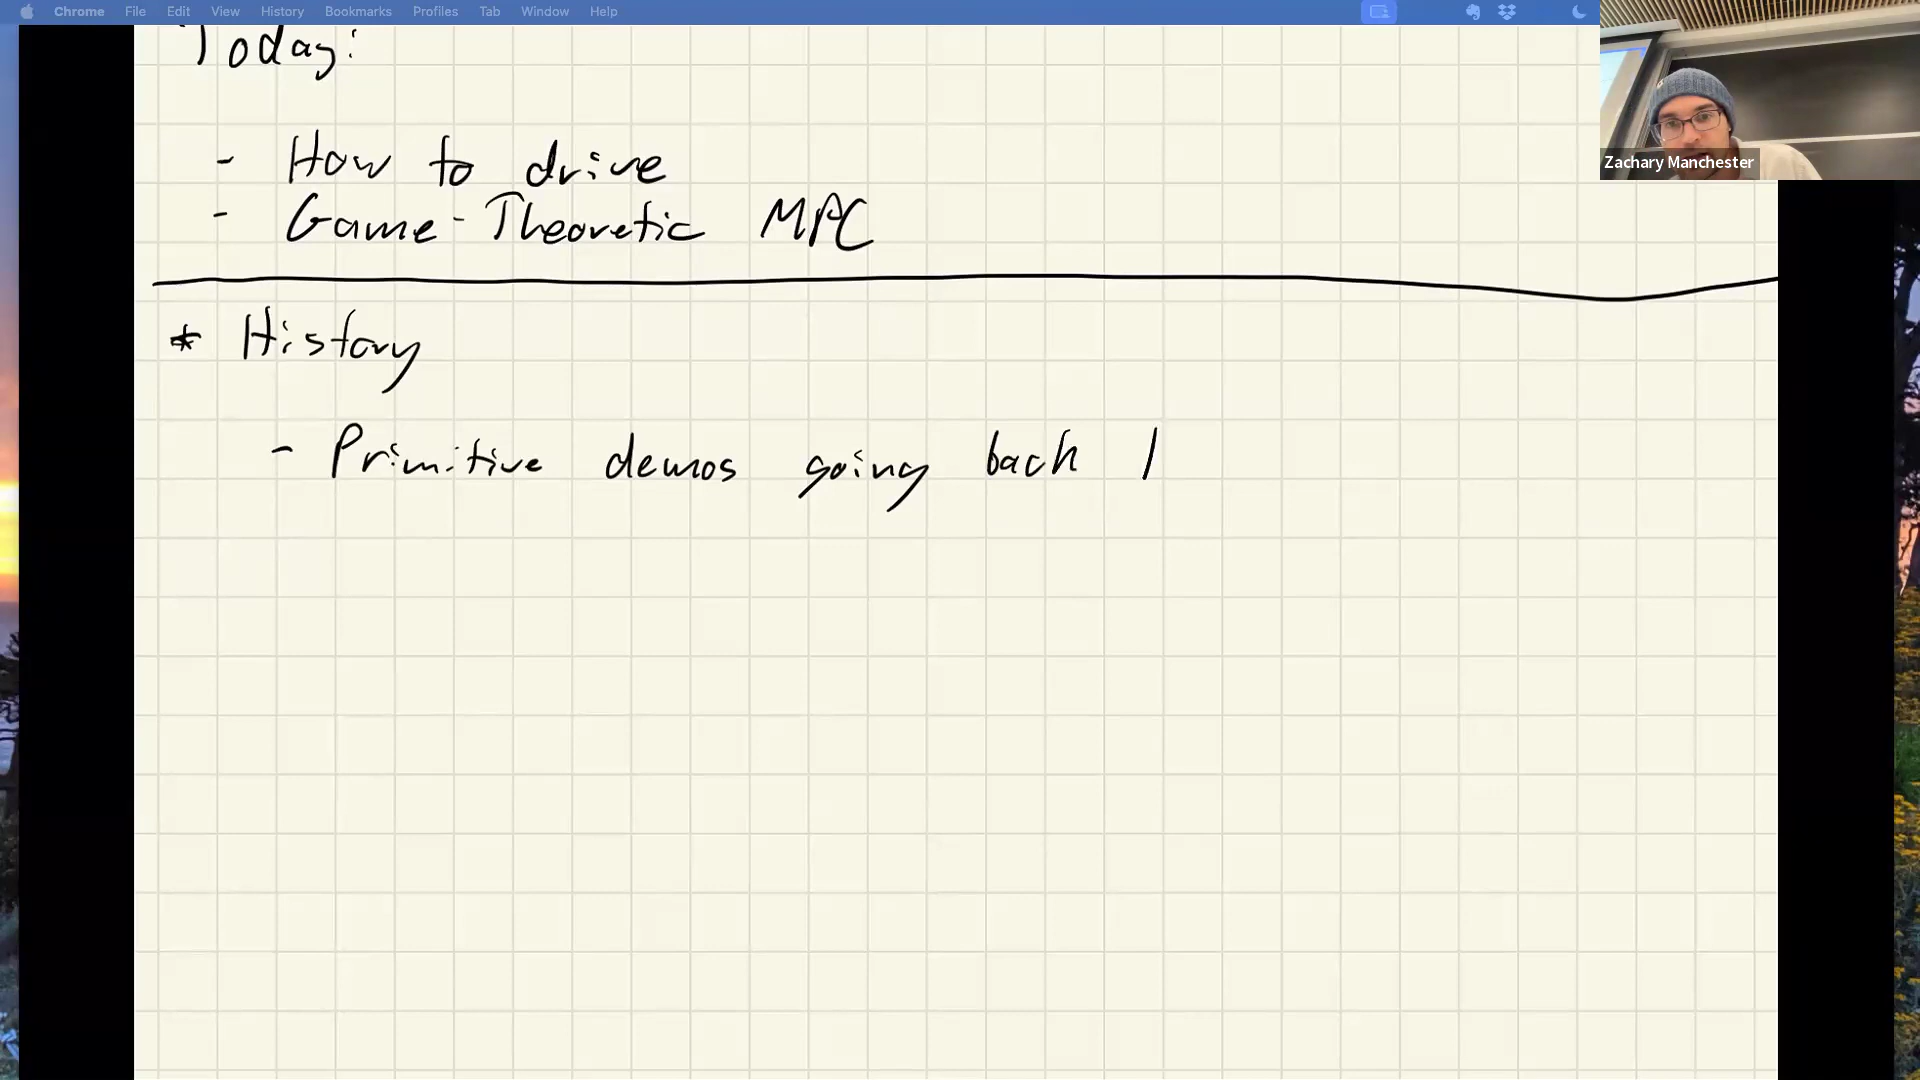 Chrome File Edit View History Bookmarks Profiles Tab Window Help
Today:
Zachary Manchester
- How to drive
- Game-Theoretic MPC
* History
- Primitive demos going back 1